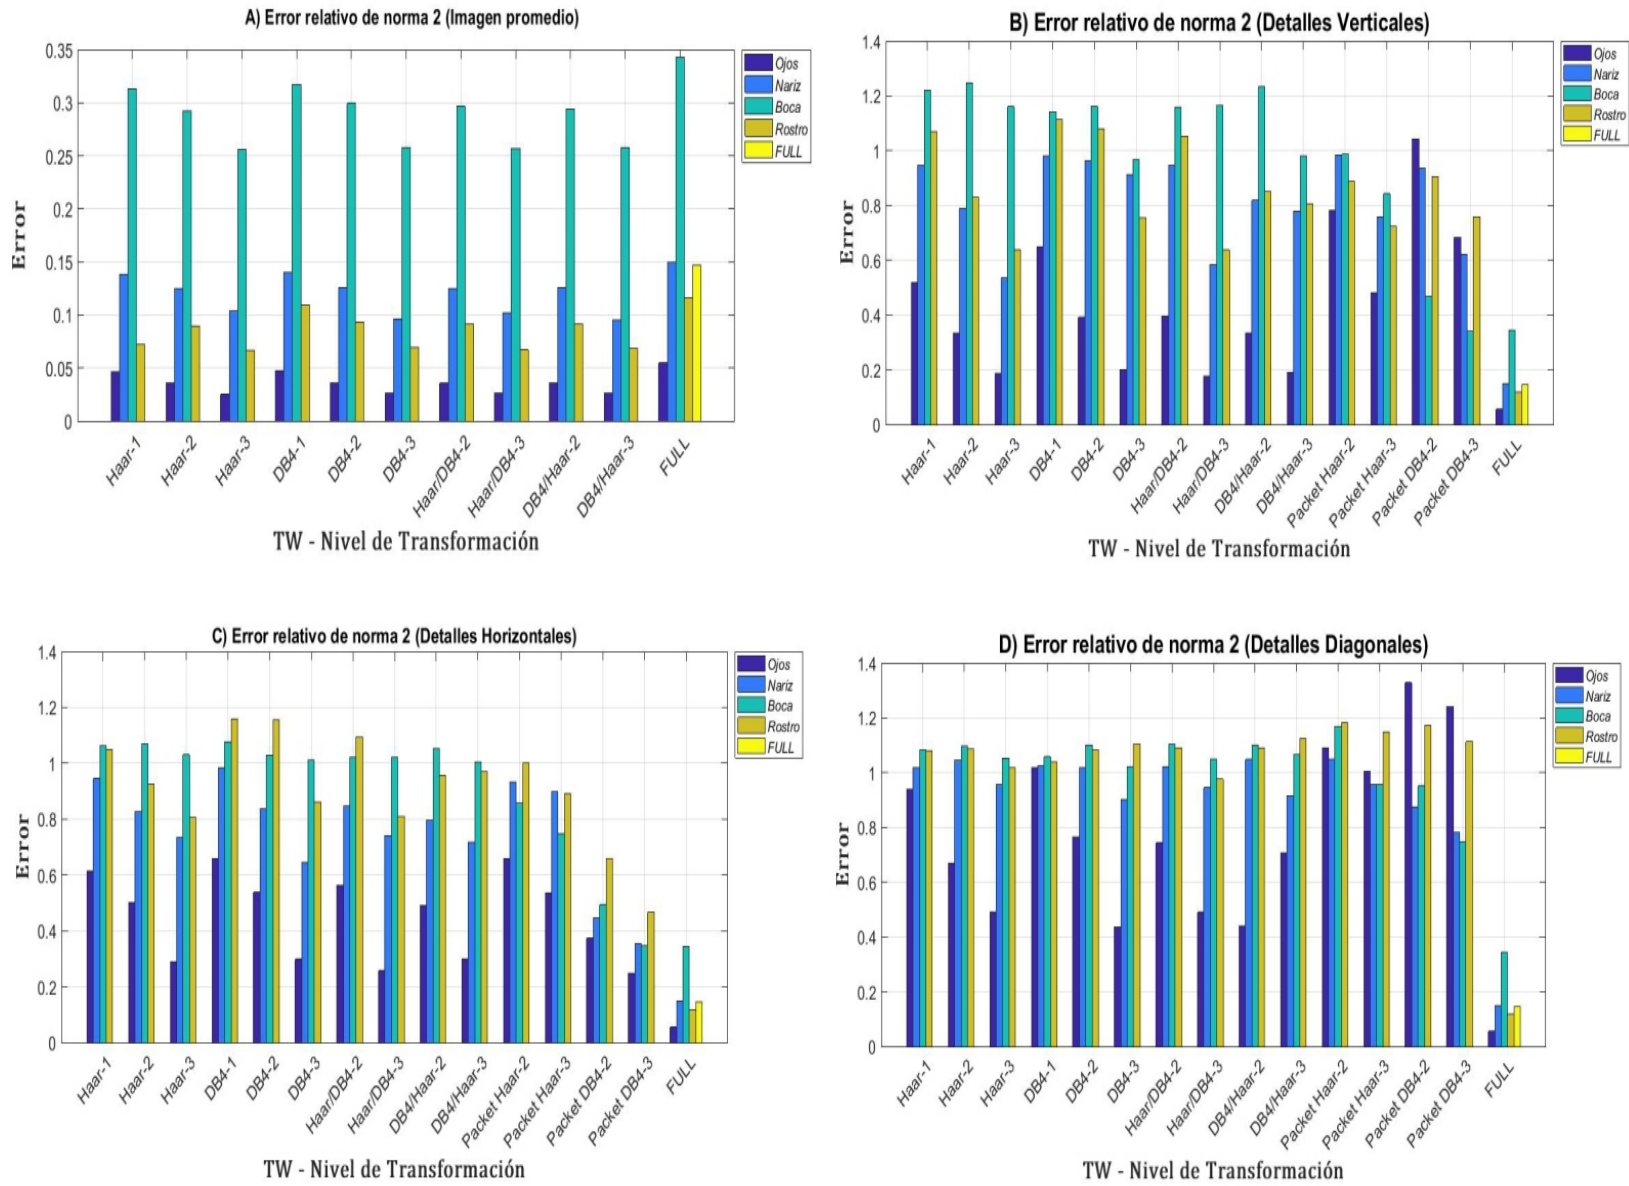 A) Error relativo de norma 2 (Imagen promedio)
0.35
0.3
0.25
0.2
0.15
0.1
0.05
0
Error
Ojos
Nariz
Boca
Rostro
FULL
Haar-1
Haar-2
Haar-3
DB4-1
DB4-2
DB4-3
Haar/DB4-2
Haar/DB4-3
DB4/Haar-2
DB4/Haar-3
FULL
TW - Nivel de Transformación
B) Error relativo de norma 2 (Detalles Verticales)
1.4
1.2
1
0.8
0.6
0.4
0.2
0
Error
Ojos
Nariz
Boca
Rostro
FULL
Haar-1
Haar-2
Haar-3
DB4-1
DB4-2
DB4-3
Haar/DB4-2
Haar/DB4-3
DB4/Haar-2
DB4/Haar-3
Packet Haar-2
Packet Haar-3
Packet DB4-2
Packet DB4-3
FULL
TW - Nivel de Transformación
C) Error relativo de norma 2 (Detalles Horizontales)
1.4
1.2
1
0.8
0.6
0.4
0.2
0
Error
Ojos
Nariz
Boca
Rostro
FULL
Haar-1
Haar-2
Haar-3
DB4-1
DB4-2
DB4-3
Haar/DB4-2
Haar/DB4-3
DB4/Haar-2
DB4/Haar-3
Packet Haar-2
Packet Haar-3
Packet DB4-2
Packet DB4-3
FULL
TW - Nivel de Transformación
D) Error relativo de norma 2 (Detalles Diagonales)
1.4
1.2
1
0.8
0.6
0.4
0.2
0
Error
Ojos
Nariz
Boca
Rostro
FULL
Haar-1
Haar-2
Haar-3
DB4-1
DB4-2
DB4-3
Haar/DB4-2
Haar/DB4-3
DB4/Haar-2
DB4/Haar-3
Packet Haar-2
Packet Haar-3
Packet DB4-2
Packet DB4-3
FULL
TW - Nivel de Transformación